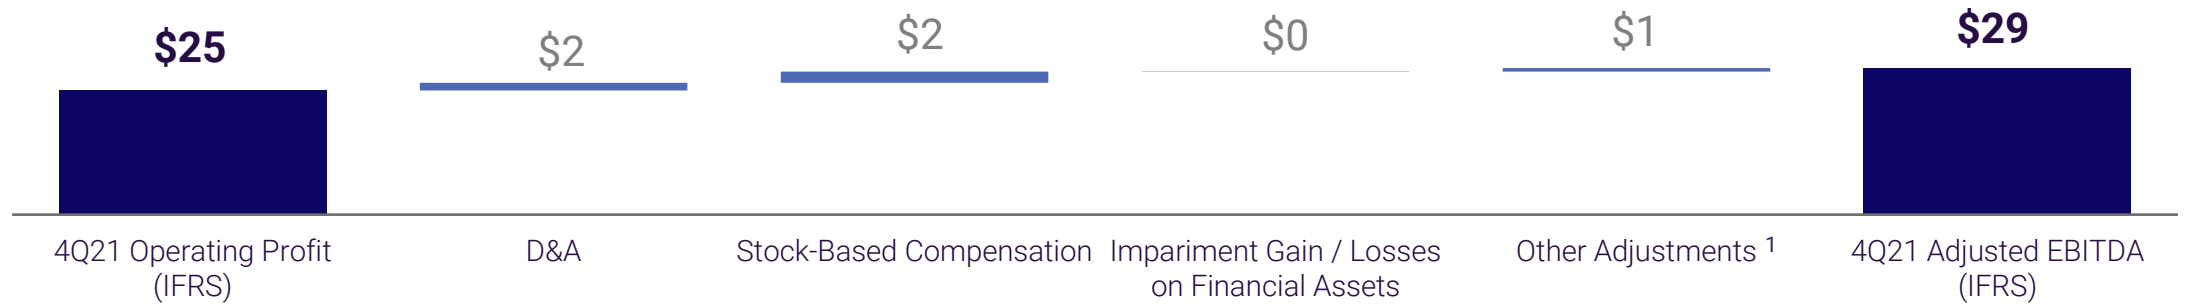 $25
$2
$2
$0
$1
$29
4Q21 Operating Profit
(IFRS)
D&A
Stock-Based Compensation
Impariment Gain / Losses
on Financial Assets
Other Adjustments ¹
4Q21 Adjusted EBITDA
(IFRS)